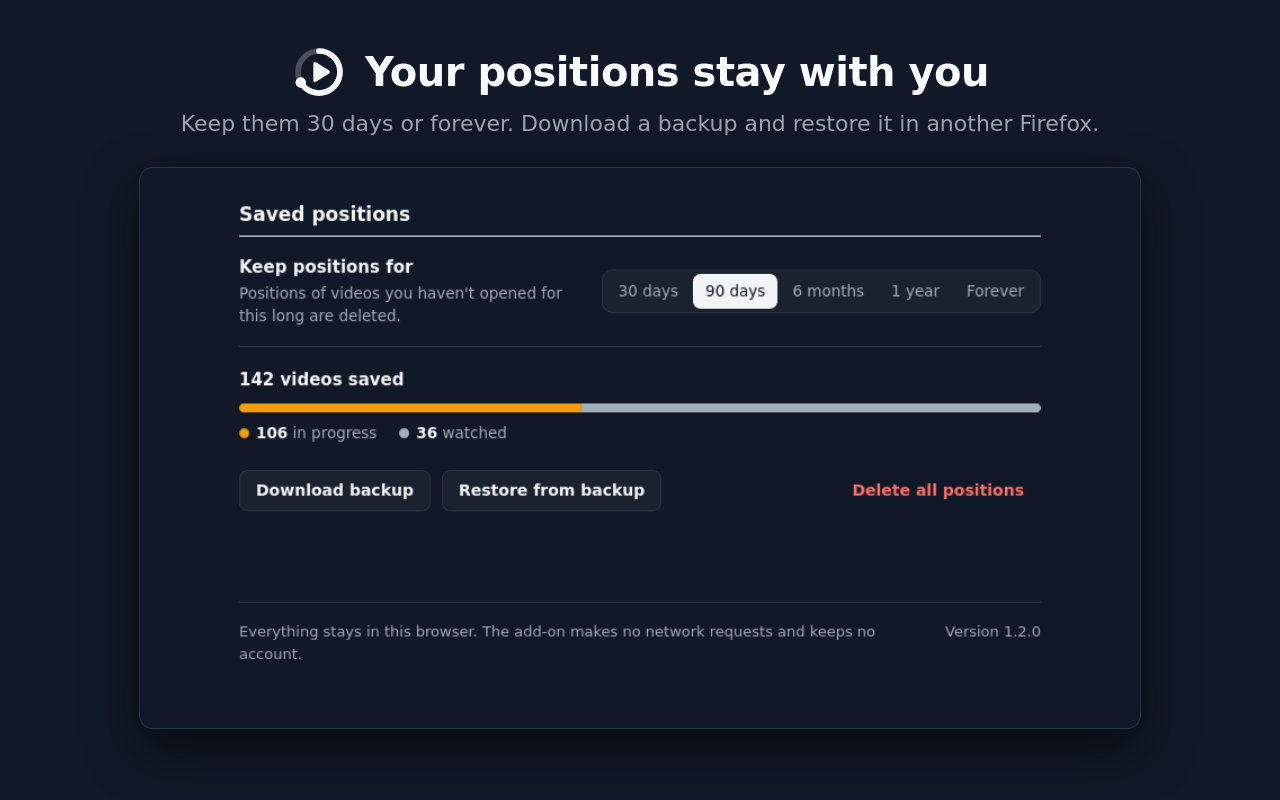 Your positions stay with you
Keep them 30 days or forever. Download a backup and restore it in another Firefox.
Saved positions
Keep positions for
Positions of videos you haven't opened for
this long are deleted.
30 days 90 days 6 months 1 year Forever
142 videos saved
106 in progress 36 watched
Download backup Restore from backup Delete all positions
Everything stays in this browser. The add-on makes no network requests and keeps no
account.
Version 1.2.0